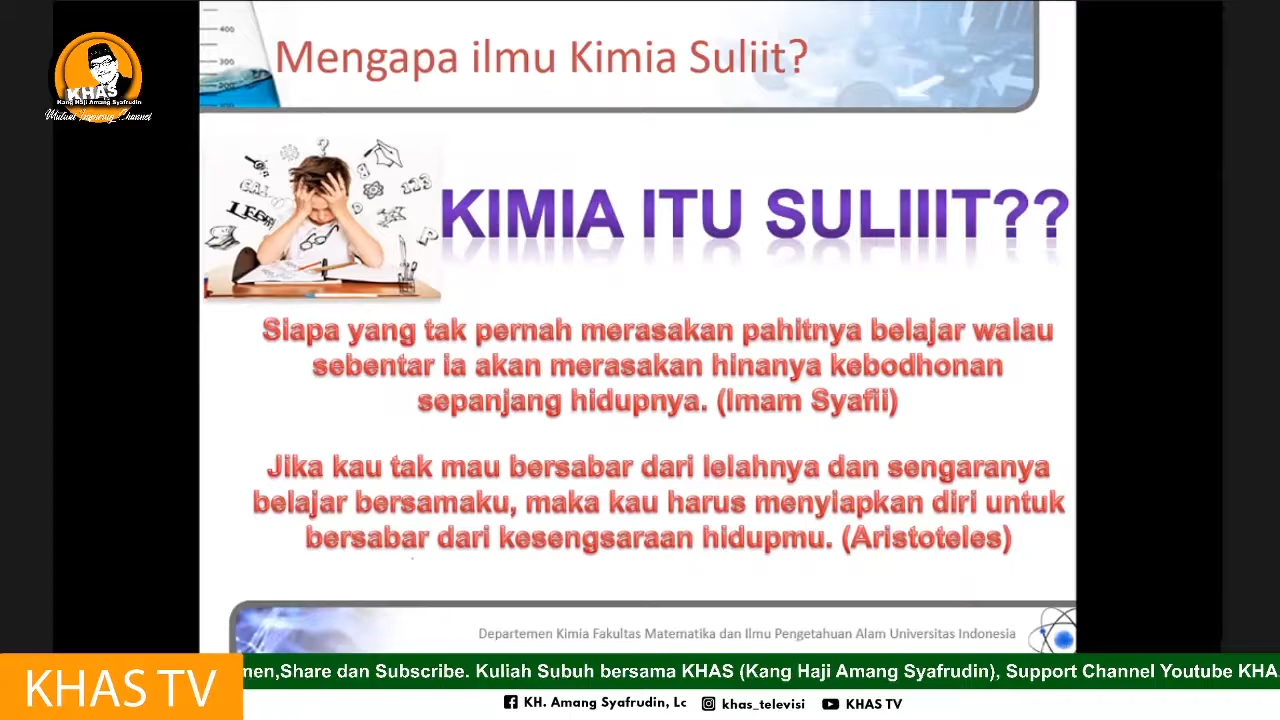 Mengapa ilmu Kimia Suliit?
KHAS
Kang Haji Amang Syafrudin
KIMIA ITU SULIIIT??
Siapa yang tak pernah merasakan pahitnya belajar walau
sebentar ia akan merasakan hinanya kebodhonan
sepanjang hidupnya. (Imam Syafii)
Jika kau tak mau bersabar dari lelahnya dan sengaranya
belajar bersamaku, maka kau harus menyiapkan diri untuk
bersabar dari kesengsaraan hidupmu. (Aristoteles)
Departemen Kimia Fakultas Matematika dan Ilmu Pengetahuan Alam Universitas Indonesia
KHAS TV
men,Share dan Subscribe. Kuliah Subuh bersama KHAS (Kang Haji Amang Syafrudin), Support Channel Youtube KHA
KH. Amang Syafrudin, Lc khas_televisi KHAS TV